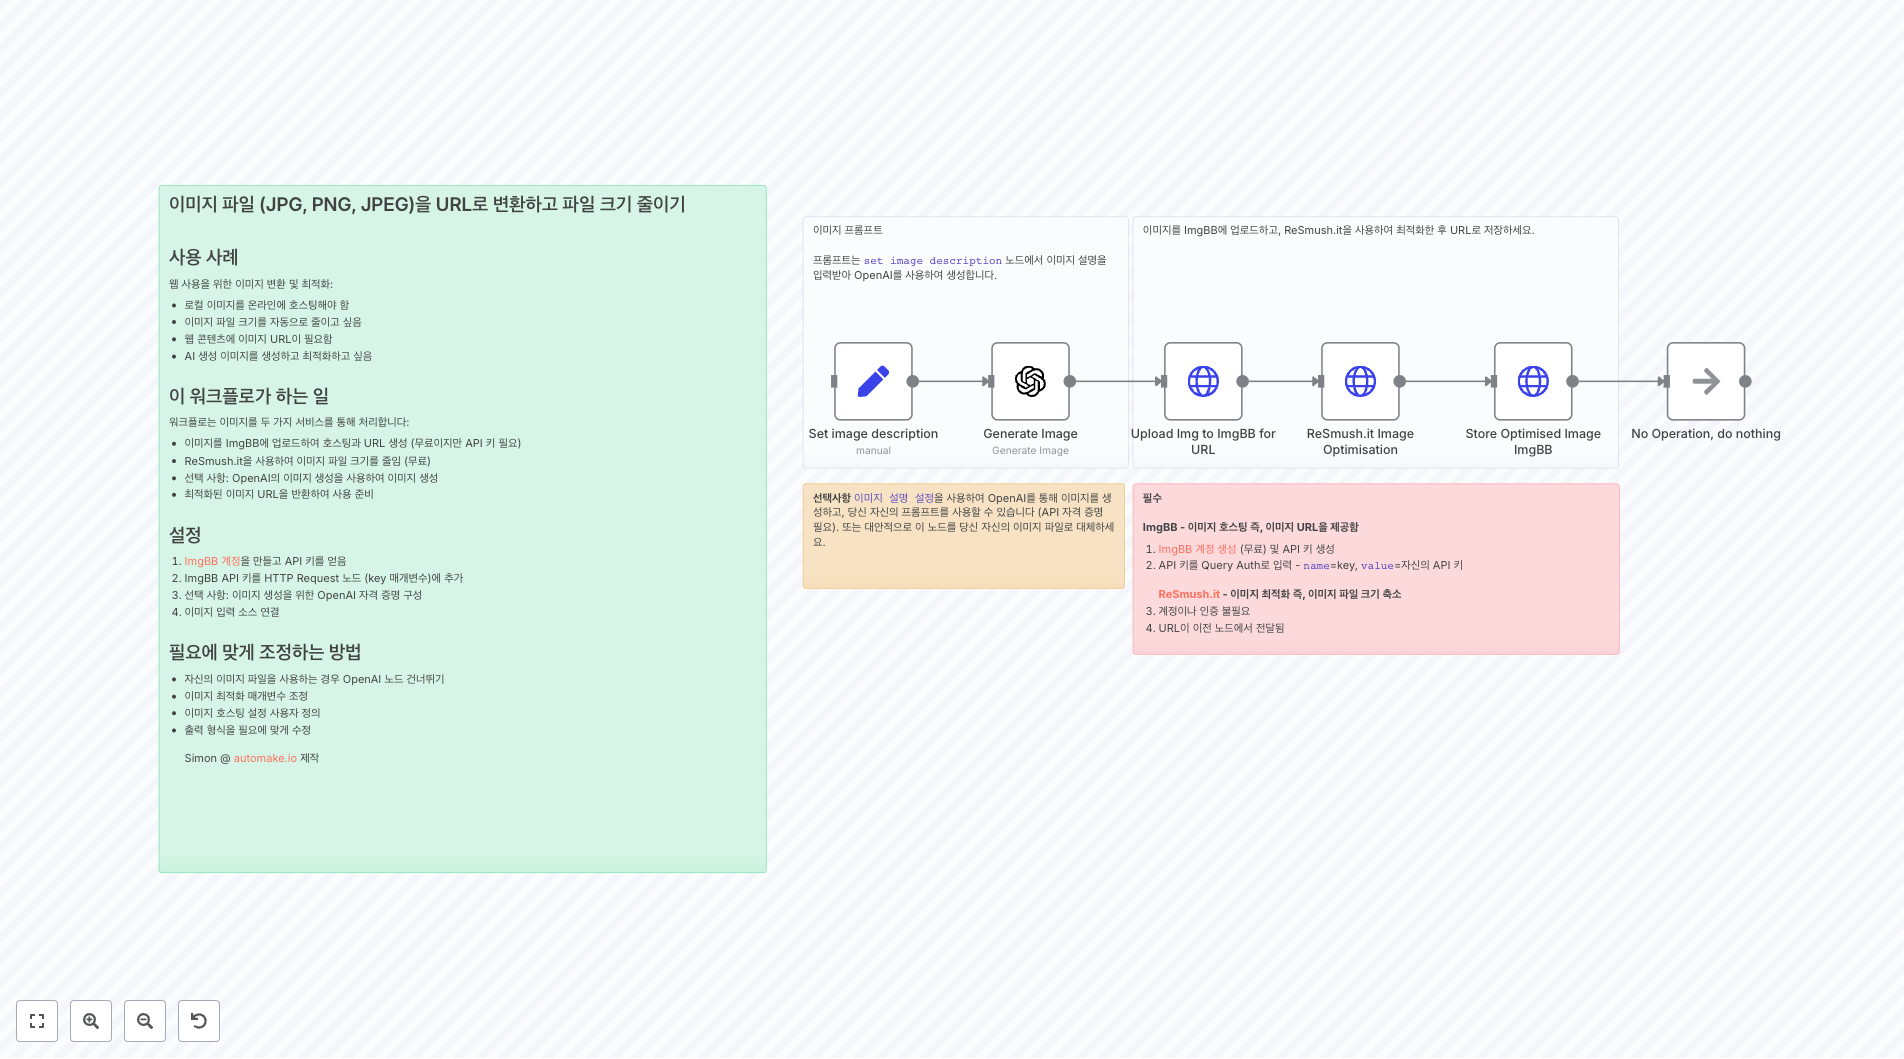 이미지 파일 (JPG, PNG, JPEG)을 URL로 변환하고 파일 크기 줄이기
사용 사례
웹 사용을 위한 이미지 변환 및 최적화:
• 로컬 이미지를 온라인에 호스팅해야 함
• 이미지 파일 크기를 자동으로 줄이고 싶음
• 웹 콘텐츠에 이미지 URL이 필요함
• AI 생성 이미지를 생성하고 최적화하고 싶음
이 워크플로가 하는 일
워크플로는 이미지를 두 가지 서비스를 통해 처리합니다:
• 이미지를 ImgBB에 업로드하여 호스팅과 URL 생성 (무료이지만 API 키 필요)
• ReSmush.it을 사용하여 이미지 파일 크기를 줄임 (무료)
• 선택 사항: OpenAI의 이미지 생성을 사용하여 이미지 생성
• 최적화된 이미지 URL을 반환하여 사용 준비
설정
1. ImgBB 계정을 만들고 API 키를 얻음
2. ImgBB API 키를 HTTP Request 노드 (key 매개변수)에 추가
3. 선택 사항: 이미지 생성을 위한 OpenAI 자격 증명 구성
4. 이미지 입력 소스 연결
필요에 맞게 조정하는 방법
• 자신의 이미지 파일을 사용하는 경우 OpenAI 노드 건너뛰기
• 이미지 최적화 매개변수 조정
• 이미지 호스팅 설정 사용자 정의
• 출력 형식을 필요에 맞게 수정
Simon @ automake.io 제작
이미지 프롬프트
프롬프트는 set image description 노드에서 이미지 설명을
입력받아 OpenAI를 사용하여 생성합니다.
이미지를 ImgBB에 업로드하고, ReSmush.it을 사용하여 최적화한 후 URL로 저장하세요.
Set image description
manual
Generate Image
Generate Image
Upload Img to ImgBB for
URL
ReSmush.it Image
Optimisation
Store Optimised Image
ImgBB
No Operation, do nothing
선택사항 이미지 설명 설정을 사용하여 OpenAI를 통해 이미지를 생
성하고, 당신 자신의 프롬프트를 사용할 수 있습니다 (API 자격 증명
필요). 또는 대안적으로 이 노드를 당신 자신의 이미지 파일로 대체하세
요.
필수
ImgBB - 이미지 호스팅 즉, 이미지 URL을 제공함
1. ImgBB 계정 생성 (무료) 및 API 키 생성
2. API 키를 Query Auth로 입력 - name=key, value=자신의 API 키
ReSmush.it - 이미지 최적화 즉, 이미지 파일 크기 축소
3. 계정이나 인증 불필요
4. URL이 이전 노드에서 전달됨